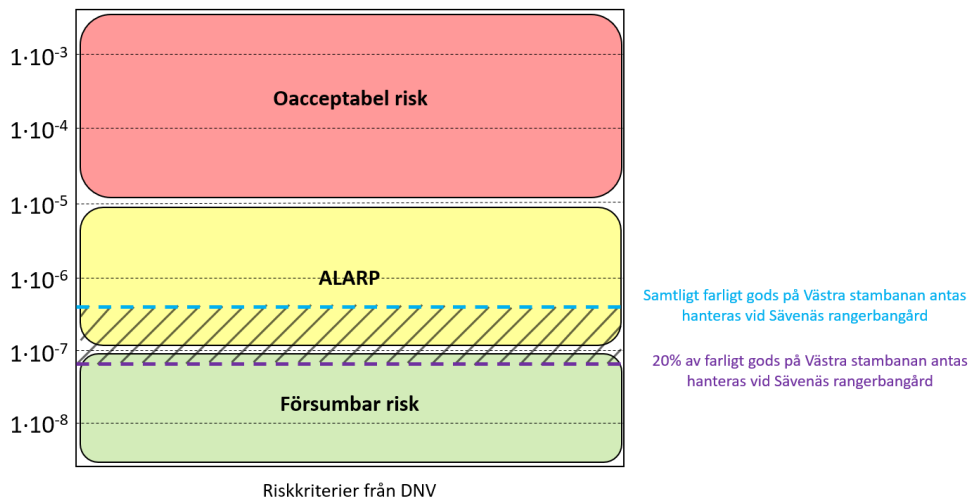 1·10⁻³
Oacceptabel risk
1·10⁻⁴
1·10⁻⁵
1·10⁻⁶
ALARP
Samtligt farligt gods på Västra stambanan antas
hanteras vid Sävenäs rangerbangård
1·10⁻⁷
20% av farligt gods på Västra stambanan antas
hanteras vid Sävenäs rangerbangård
Försumbar risk
1·10⁻⁸
Riskkriterier från DNV